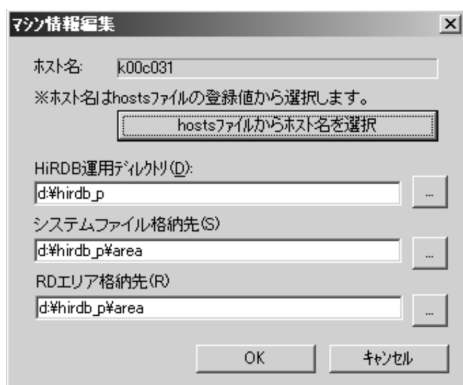 マシン情報編集
ホスト名: k00c031
※ホスト名はhostsファイルの登録値から選択します。
hostsファイルからホスト名を選択
HiRDB運用ディレクトリ(D):
d:¥hirdb_p
...
システムファイル格納先(S)
d:¥hirdb_p¥area
...
RDエリア格納先(R)
d:¥hirdb_p¥area
...
OK キャンセル